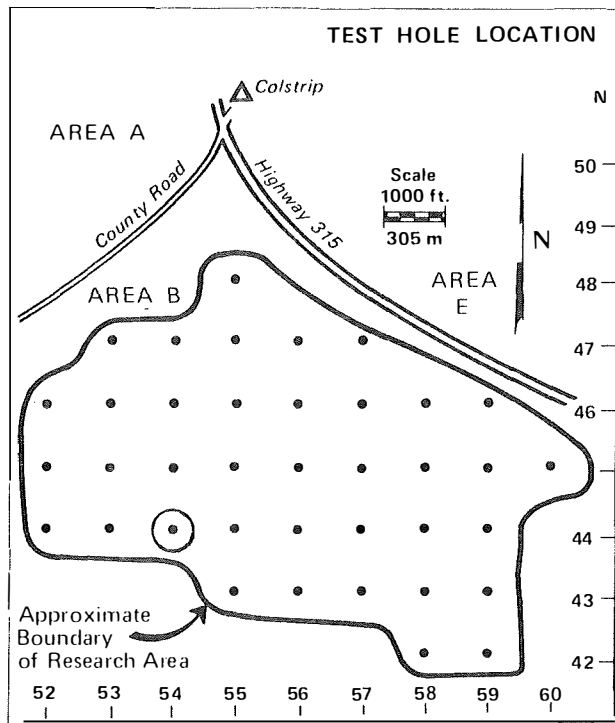 TEST HOLE LOCATION
Colstrip
N
AREA A
50
County Road
Highway 315
Scale
1000 ft.
305 m
N
49
AREA B
AREA
E
48
47
46
45
44
43
42
Approximate
Boundary
of Research Area
52 53 54 55 56 57 58 59 60